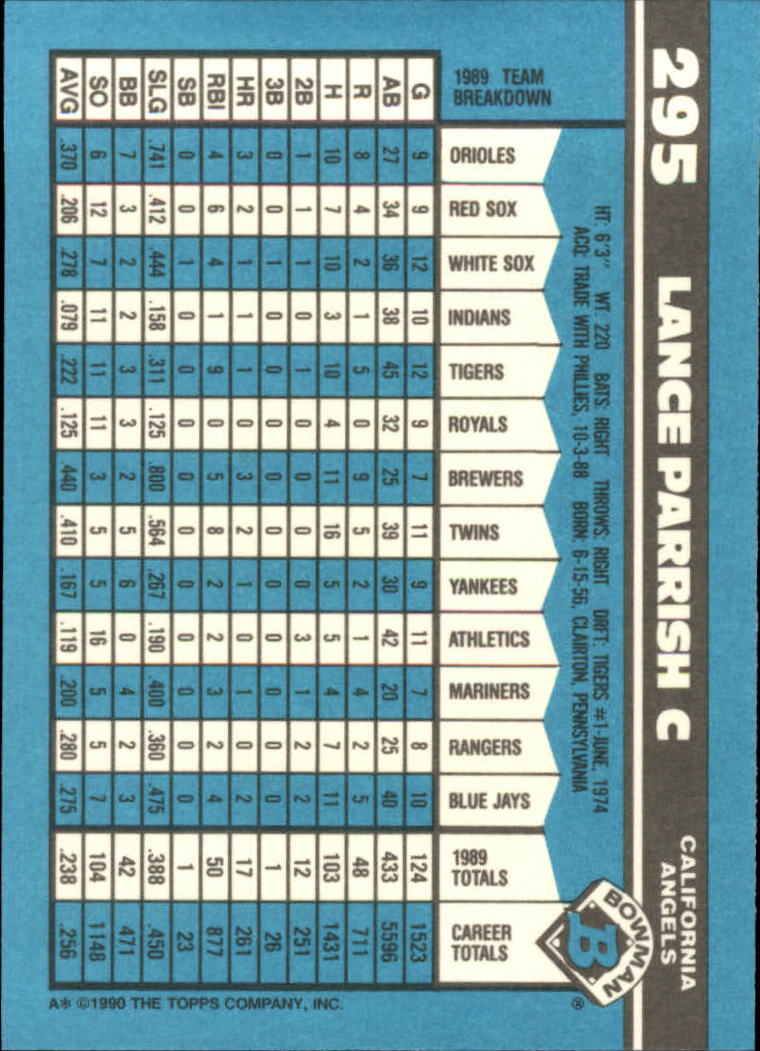 295 LANCE PARRISH C
CALIFORNIA
ANGELS
BOWMAN
B
HT: 6'3" WT: 220 BATS: RIGHT THROWS: RIGHT DRFT: TIGERS #1-JUNE, 1974
ACQ: TRADE WITH PHILLIES, 10-3-88 BORN: 6-15-56, CLAIRTON, PENNSYLVANIA
1989 TEAM
BREAKDOWN
G AB R H 2B 3B HR RBI SB SLG BB SO AVG
ORIOLES 9 27 8 10 1 0 3 4 0 .741 7 6 .370
RED SOX 9 34 4 7 1 0 2 6 0 .412 3 12 .206
WHITE SOX 12 36 2 10 1 1 1 4 1 .444 2 7 .278
INDIANS 10 38 1 3 0 0 1 1 0 .158 2 11 .079
TIGERS 12 45 5 10 1 0 1 9 0 .311 3 11 .222
ROYALS 9 32 0 4 0 0 0 0 0 .125 3 11 .125
BREWERS 7 25 9 11 0 0 3 5 0 .800 2 3 .440
TWINS 11 39 5 16 0 0 2 8 0 .564 5 5 .410
YANKEES 9 30 2 5 0 0 1 2 0 .267 6 5 .167
ATHLETICS 11 42 1 5 3 0 0 2 0 .190 0 16 .119
MARINERS 7 20 4 4 1 0 1 3 0 .400 4 5 .200
RANGERS 8 25 2 7 2 0 0 2 0 .360 2 5 .280
BLUE JAYS 10 40 5 11 2 0 2 4 0 .475 3 7 .275
1989
TOTALS 124 433 48 103 12 1 17 50 1 .388 42 104 .238
CAREER
TOTALS 1523 5596 711 1431 251 26 261 877 23 .450 471 1148 .256
A* ©1990 THE TOPPS COMPANY, INC.
®